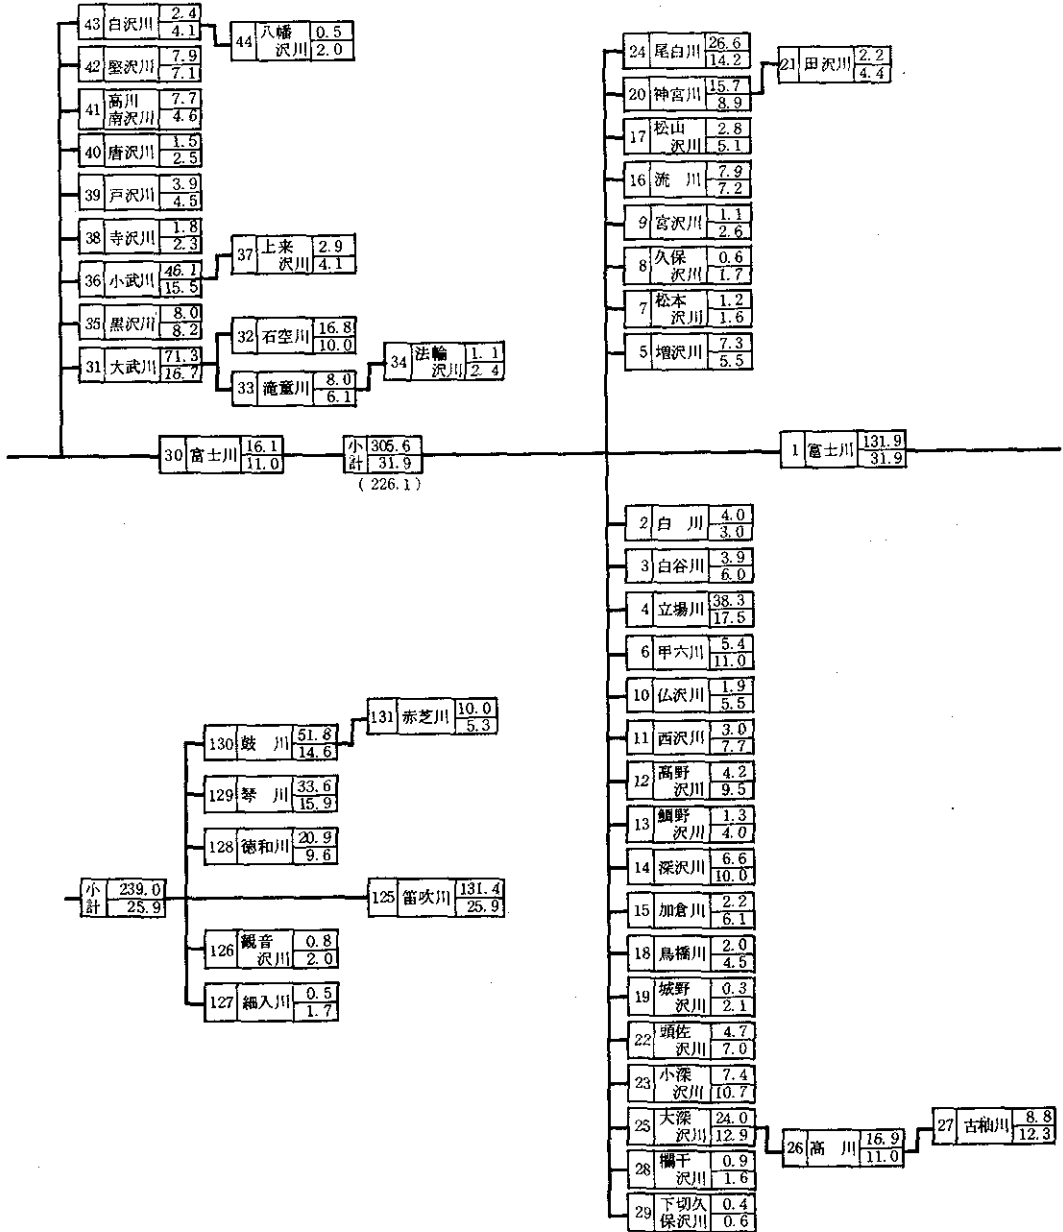 43 白沢川 2.4 4.1
44 八幡沢川 0.5 2.0
42 竪沢川 7.9 7.1
41 高川南沢川 7.7 4.6
40 唐沢川 1.5 2.5
39 戸沢川 3.9 4.5
38 寺沢川 1.8 2.3
37 上来沢川 2.9 4.1
36 小武川 46.1 15.5
35 黒沢川 8.0 8.2
32 石空川 16.8 10.0
31 大武川 71.3 16.7
33 滝童川 8.0 6.1
34 法輪沢川 1.1 2.4
30 富士川 16.1 11.0
小計 305.6 31.9
(226.1)
24 尾白川 26.6 14.2
21 田沢川 2.2 4.4
20 神宮川 15.7 8.9
17 松山沢川 2.8 5.1
16 流川 7.9 7.2
9 宮沢川 1.1 2.6
8 久保沢川 0.6 1.7
7 松本沢川 1.2 1.6
5 増沢川 7.3 5.5
1 富士川 131.9 31.9
2 白川 4.0 3.0
3 白谷川 3.9 6.0
4 立場川 38.3 17.5
6 甲六川 5.4 11.0
10 仏沢川 1.9 5.5
11 西沢川 3.0 7.7
12 高野沢川 4.2 9.5
13 鯛野沢川 1.3 4.0
14 深沢川 6.6 10.0
15 加倉川 2.2 6.1
18 鳥橋川 2.0 4.5
19 城野沢川 0.3 2.1
22 頭佐沢川 4.7 7.0
23 小深沢川 7.4 10.7
25 大深沢川 24.0 12.9
26 高川 16.9 11.0
27 古秞川 8.8 12.3
28 欄干沢川 0.9 1.6
29 下切久保沢川 0.4 0.6
131 赤芝川 10.0 5.3
130 鼓川 51.8 14.6
129 琴川 33.6 15.9
128 徳和川 20.9 9.6
小計 239.0 25.9
125 笛吹川 131.4 25.9
126 観音沢川 0.8 2.0
127 細入川 0.5 1.7